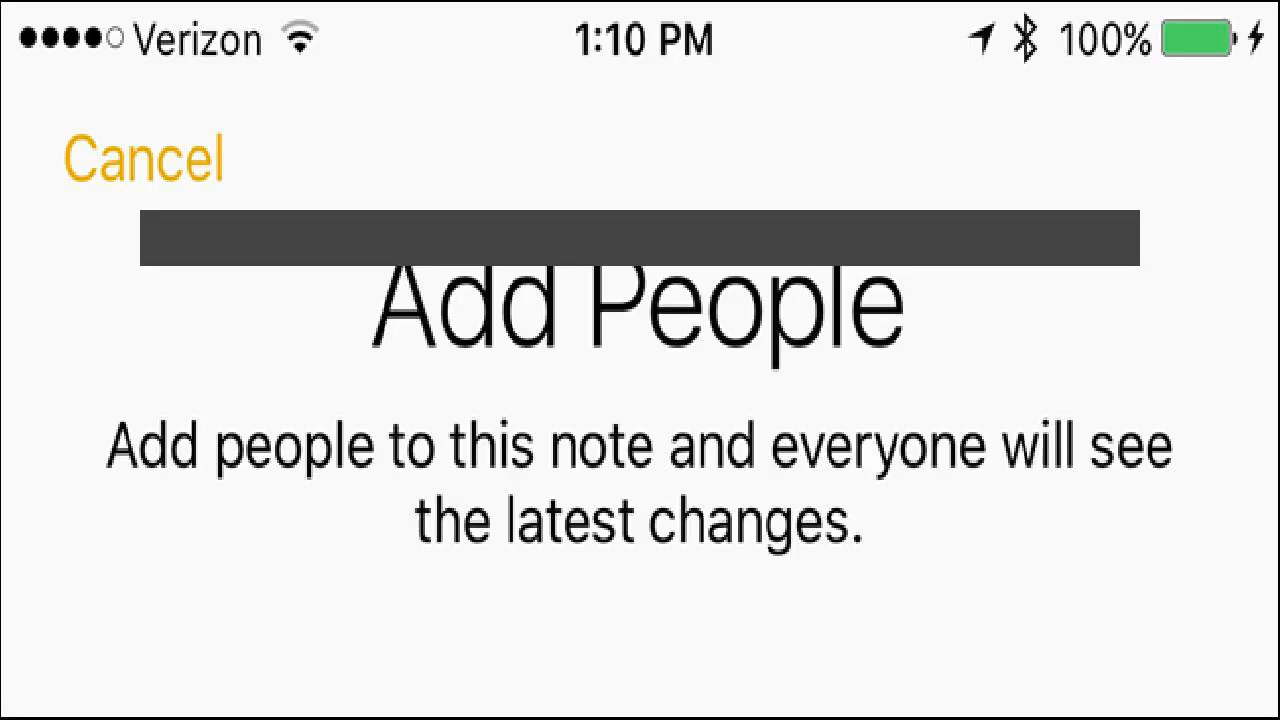 Verizon 1:10 PM 100%
Cancel
Add People
Add people to this note and everyone will see
the latest changes.